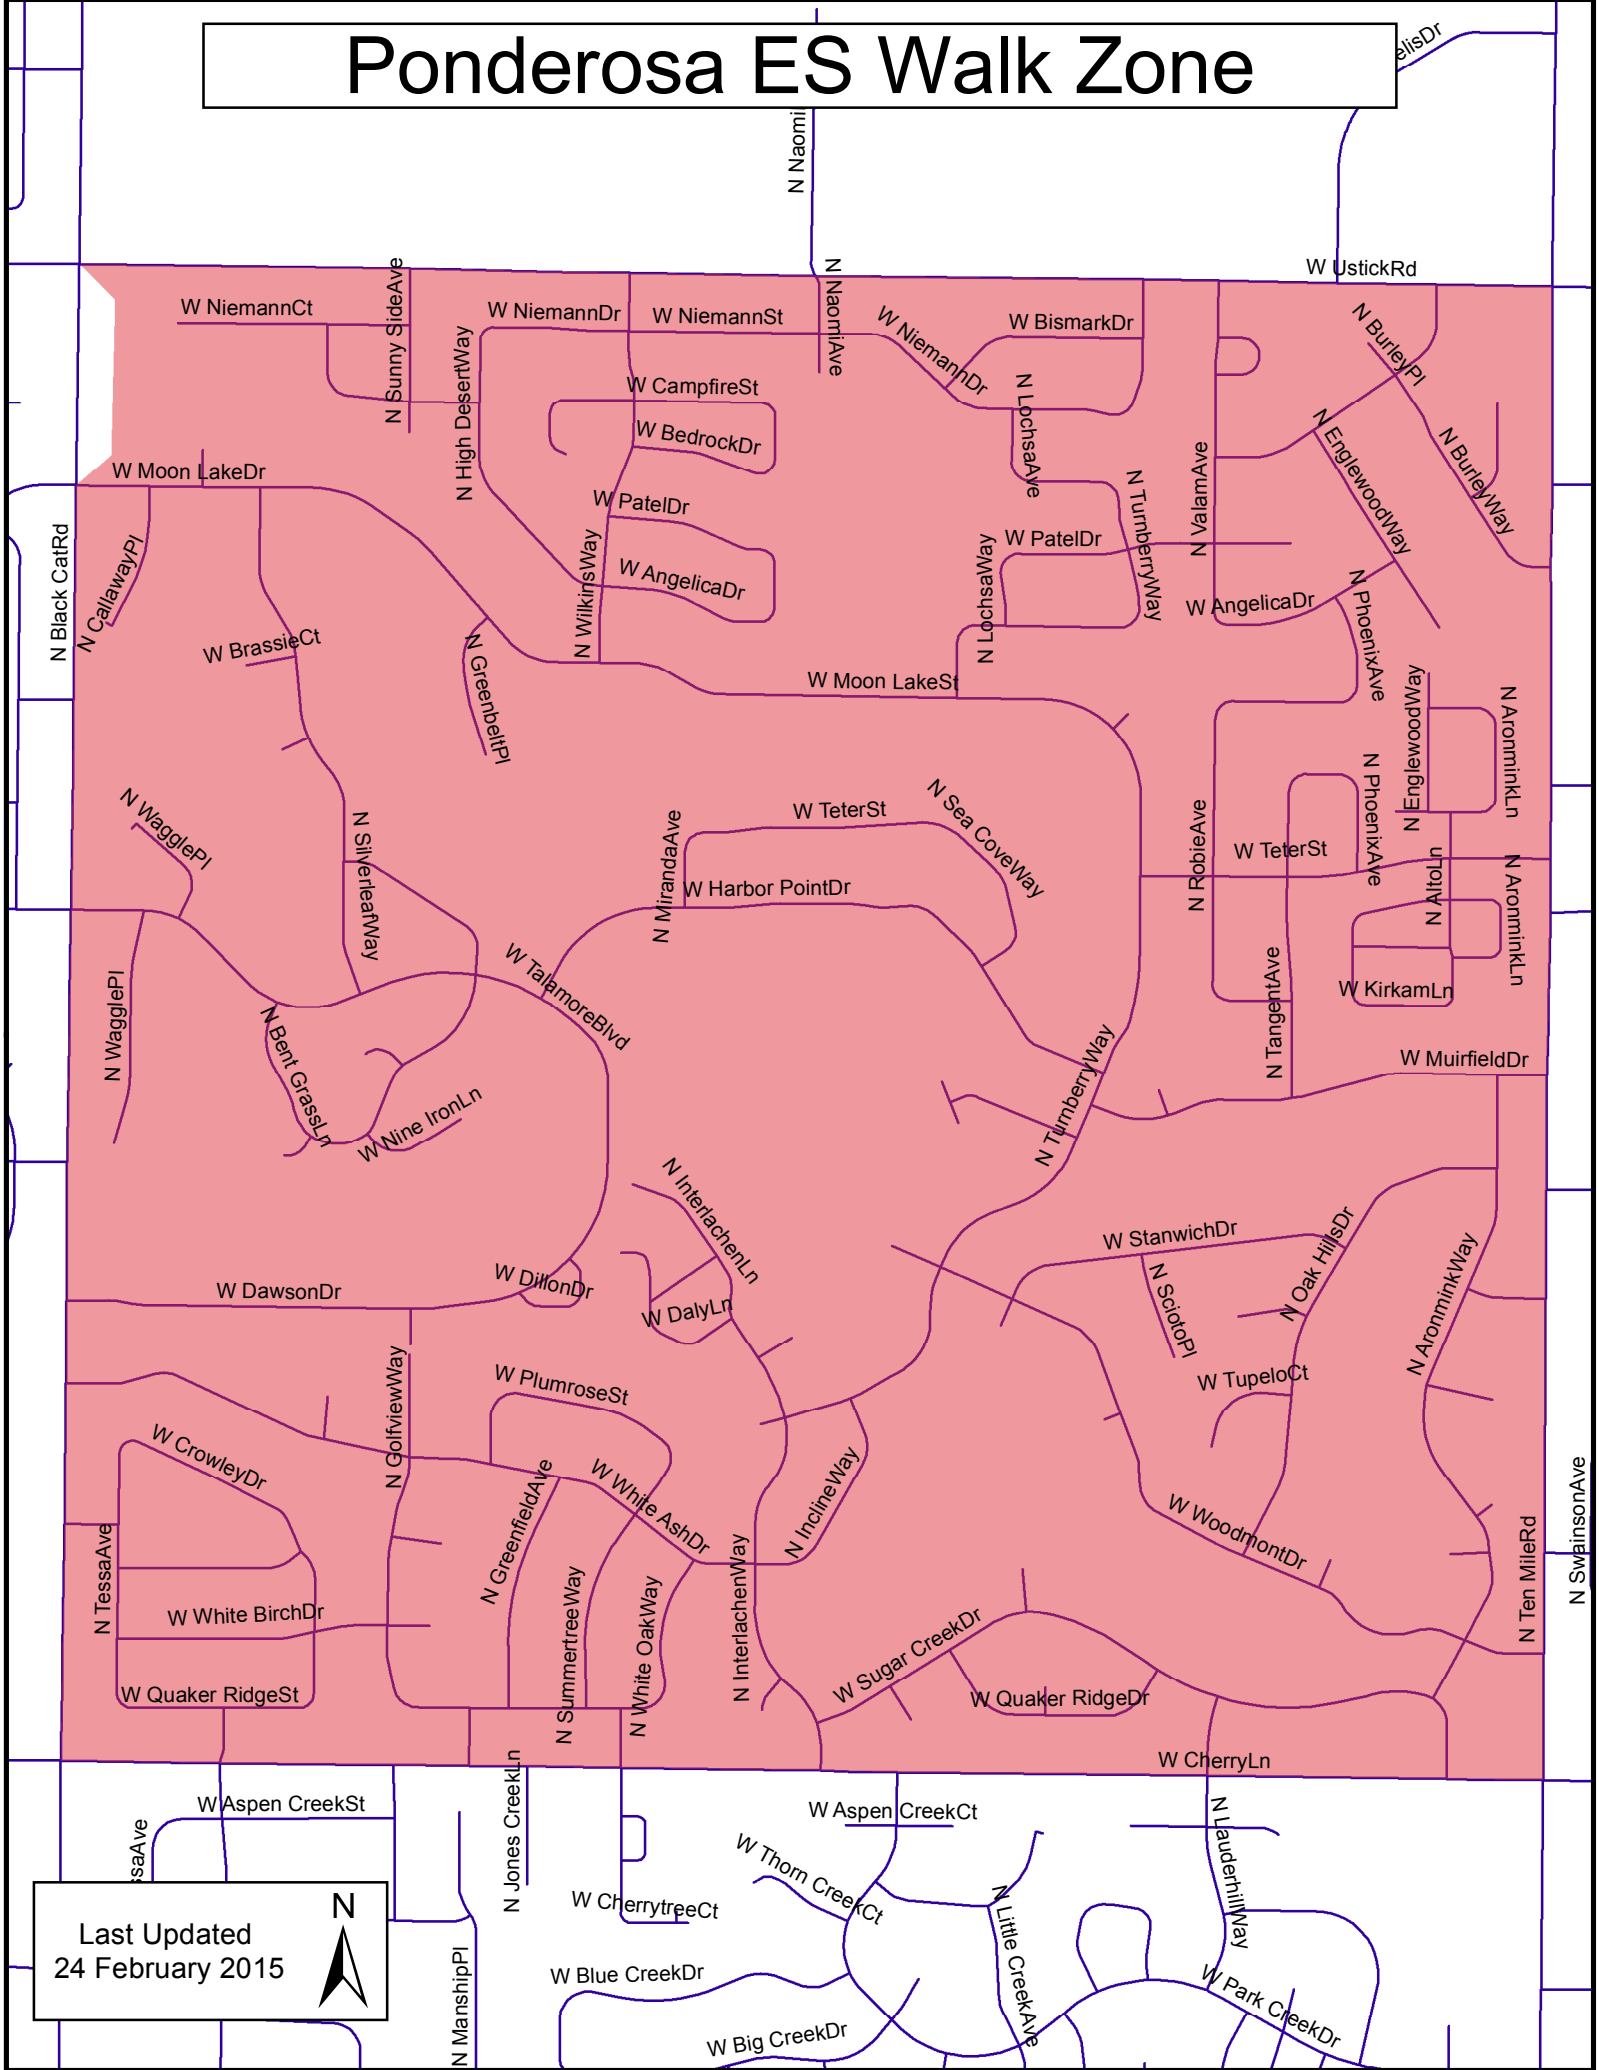 Ponderosa ES Walk Zone
elisDr
N Naomi
W UstickRd
N Sunny SideAve
N NaomiAve
W NiemannCt
W NiemannDr
W NiemannSt
W NiemannDr
W BismarkDr
N BurleyPl
N High DesertWay
W CampfireSt
N LochsaAve
W BedrockDr
N EnglewoodWay
N BurleyWay
W Moon LakeDr
N ValamAve
N TurnberryWay
W PatelDr
W PatelDr
N Black CatRd
N CallawayPl
N WilkinsWay
N LochsaWay
W AngelicaDr
W AngelicaDr
N PhoenixAve
W BrassieCt
N GreenbeltPl
W Moon LakeSt
N EnglewoodWay
N AronminkLn
N PhoenixAve
N WagglePl
N SilverleafWay
N MirandaAve
W TeterSt
N Sea CoveWay
N RobieAve
W TeterSt
W Harbor PointDr
N AltoLn
N AronminkLn
W TalamoreBlvd
N TangentAve
W KirkamLn
N WagglePl
N Bent GrassLn
W MuirfieldDr
N TurnberryWay
W Nine IronLn
N InterlachenLn
W StanwichDr
N Oak HillsDr
N AronminkWay
W DawsonDr
W DillonDr
W DalyLn
N SciotoPl
N GolfviewWay
W PlumroseSt
W TupeloCt
W CrowleyDr
N GreenfieldAve
W White AshDr
N InclineWay
W WoodmontDr
N SwainsonAve
N TessaAve
N InterlachenWay
N Ten MileRd
N SummertreeWay
N White OakWay
W White BirchDr
W Sugar CreekDr
W Quaker RidgeSt
W Quaker RidgeDr
W CherryLn
N Jones CreekLn
W Aspen CreekSt
W Aspen CreekCt
N LauderhillWay
ssaAve
W Thorn CreekCt
W CherrytreeCt
N Little CreekAve
N
Last Updated
24 February 2015
N ManshipPl
W Blue CreekDr
W Park CreekDr
W Big CreekDr